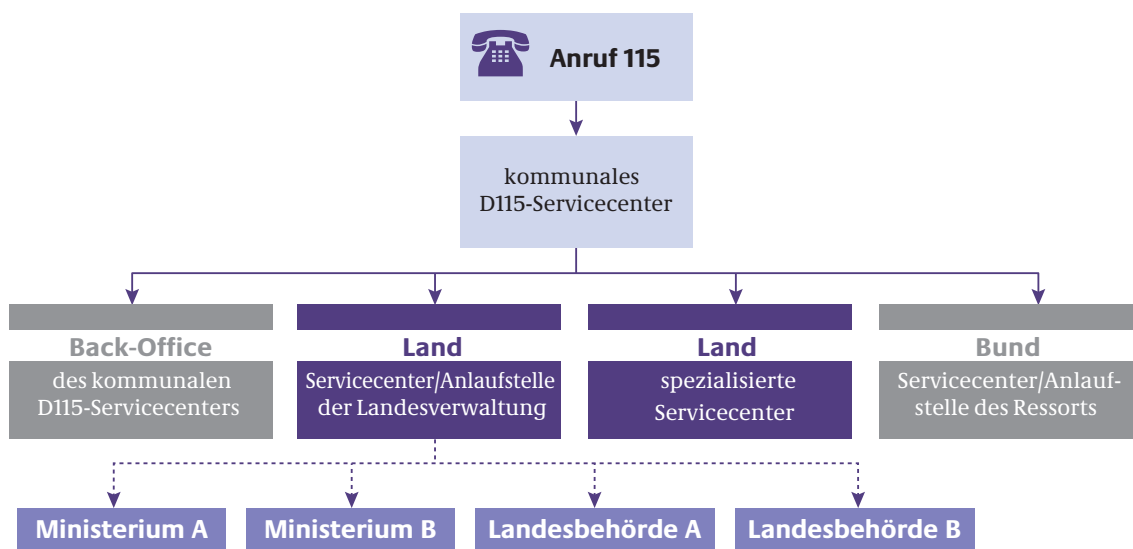 Anruf 115
kommunales
D115-Servicecenter
Back-Office
des kommunalen
D115-Servicecenters
Land
Servicecenter/Anlaufstelle
der Landesverwaltung
Land
spezialisierte
Servicecenter
Bund
Servicecenter/Anlauf-
stelle des Ressorts
Ministerium A
Ministerium B
Landesbehörde A
Landesbehörde B